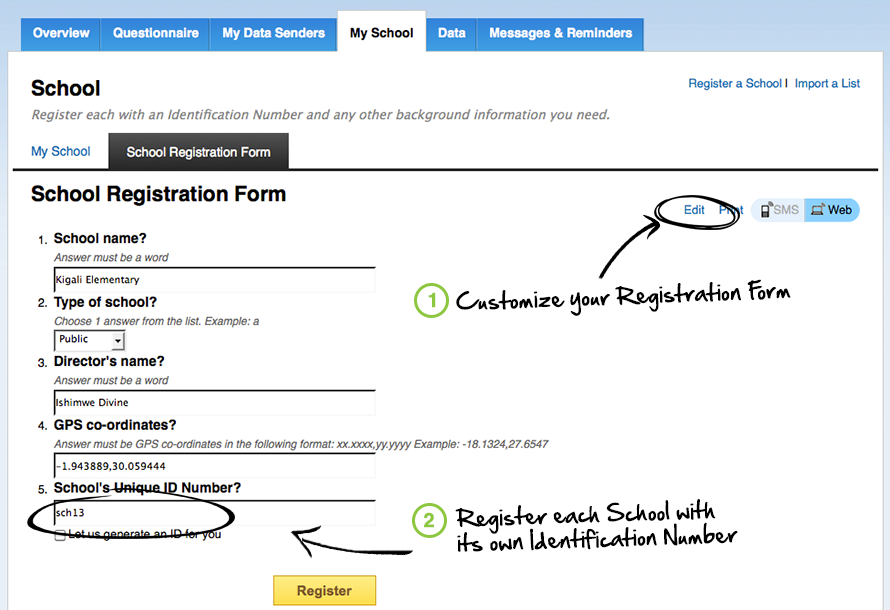 Overview Questionnaire My Data Senders My School Data Messages & Reminders
School
Register a School I Import a List
Register each with an Identification Number and any other background information you need.
My School School Registration Form
School Registration Form
Edit Print SMS Web
1. School name?
Answer must be a word
Kigali Elementary
1 Customize your Registration Form
2. Type of school?
Choose 1 answer from the list. Example: a
Public
3. Director's name?
Answer must be a word
Ishimwe Divine
4. GPS co-ordinates?
Answer must be GPS co-ordinates in the following format: xx.xxxx,yy.yyyy Example: -18.1324,27.6547
-1.943889,30.059444
5. School's Unique ID Number?
sch13
Let us generate an ID for you
2 Register each School with
its own Identification Number
Register